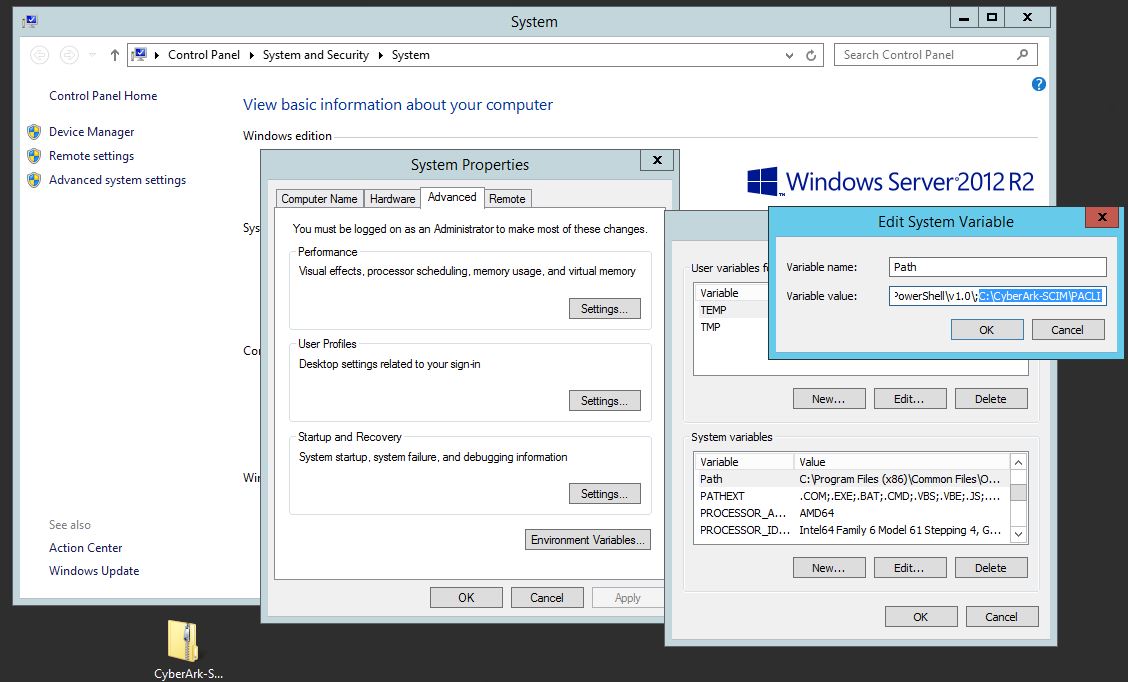 System
Control Panel System and Security System
Search Control Panel
Control Panel Home
Device Manager
Remote settings
Advanced system settings
See also
Action Center
Windows Update
View basic information about your computer
Windows edition
Windows Server 2012 R2
Sys
Co
Wi
System Properties
Computer Name Hardware Advanced Remote
You must be logged on as an Administrator to make most of these changes.
Performance
Visual effects, processor scheduling, memory usage, and virtual memory
Settings...
User Profiles
Desktop settings related to your sign-in
Settings...
Startup and Recovery
System startup, system failure, and debugging information
Settings...
Environment Variables...
OK Cancel Apply
User variables f
Variable
TEMP
TMP
New... Edit... Delete
System variables
Variable Value
Path C:\Program Files (x86)\Common Files\O...
PATHEXT .COM;.EXE;.BAT;.CMD;.VBS;.VBE;.JS;....
PROCESSOR_A... AMD64
PROCESSOR_ID... Intel64 Family 6 Model 61 Stepping 4, G...
New... Edit... Delete
OK Cancel
Edit System Variable
Variable name: Path
Variable value: PowerShell\v1.0\;C:\CyberArk-SCIM\PACLI
OK Cancel
CyberArk-S...